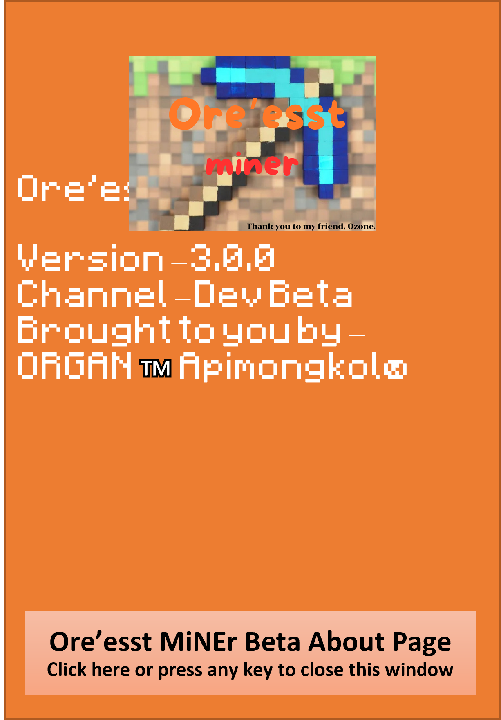 Ore’esst
miner
Thank you to my friend, Ozone.
Ore’es
Version – 3.0.0
Channel – Dev Beta
Brought to you by –
ORGAN ™ Apimongkol®
Ore’esst MiNEr Beta About Page
Click here or press any key to close this window